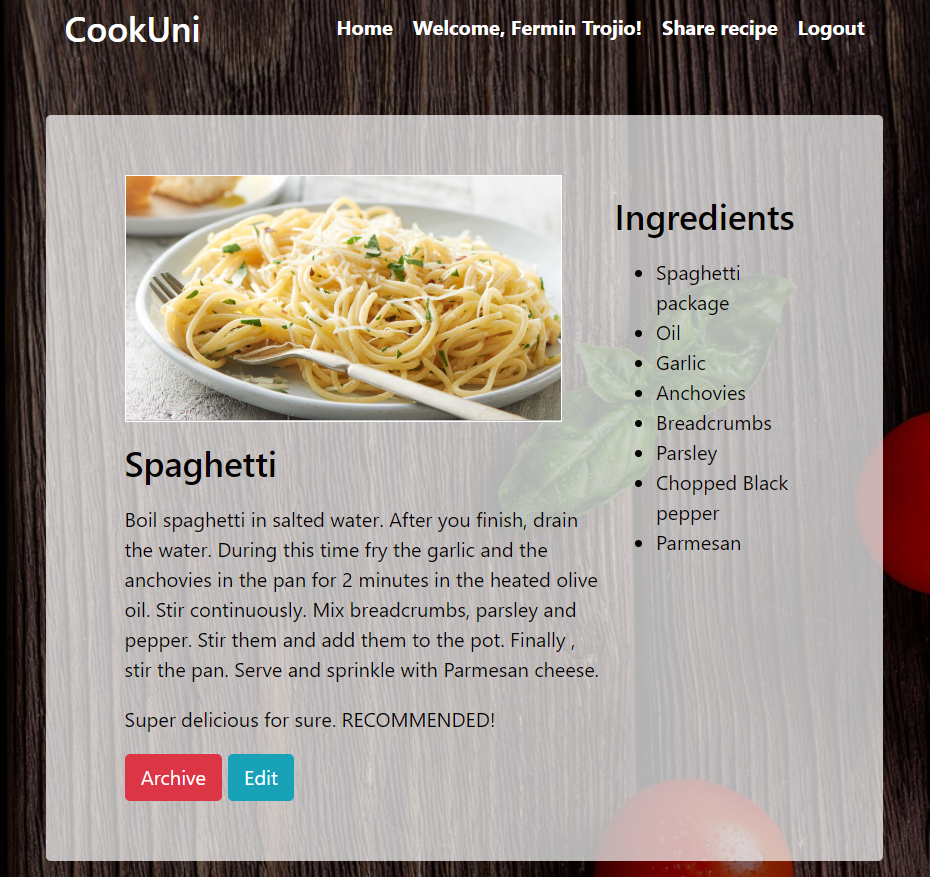 CookUni
Home Welcome, Fermin Trojio! Share recipe Logout
Spaghetti
Boil spaghetti in salted water. After you finish, drain
the water. During this time fry the garlic and the
anchovies in the pan for 2 minutes in the heated olive
oil. Stir continuously. Mix breadcrumbs, parsley and
pepper. Stir them and add them to the pot. Finally ,
stir the pan. Serve and sprinkle with Parmesan cheese.
Super delicious for sure. RECOMMENDED!
Archive Edit
Ingredients
• Spaghetti
package
• Oil
• Garlic
• Anchovies
• Breadcrumbs
• Parsley
• Chopped Black
pepper
• Parmesan